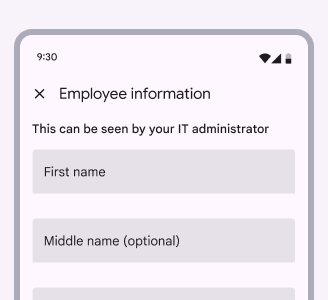 9:30
Employee information
This can be seen by your IT administrator
First name
Middle name (optional)